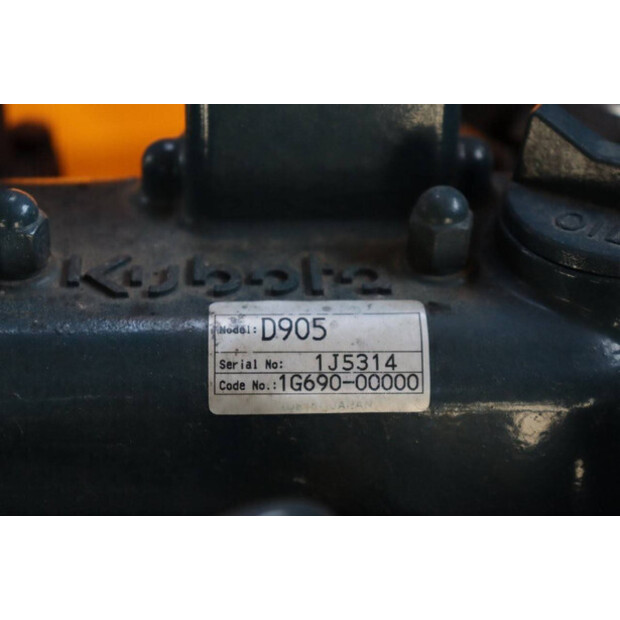 OIL
Kubota
Model: D905
Serial No: 1J5314
Code No.: 1G690-00000
JAPAN